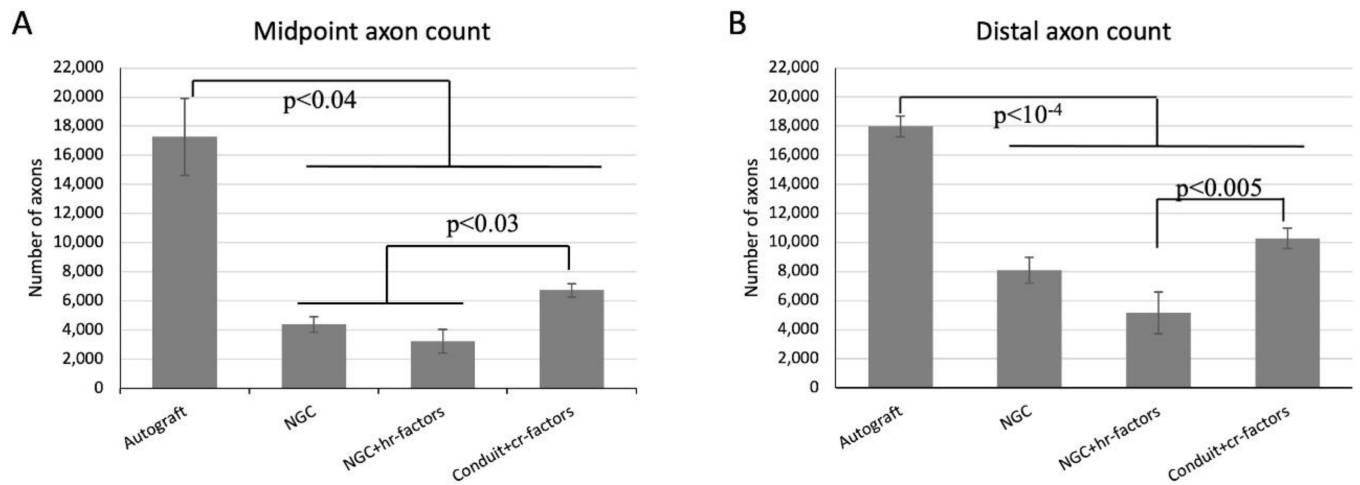 A
Midpoint axon count
Number of axons
22,000
20,000
18,000
16,000
14,000
12,000
10,000
8,000
6,000
4,000
2,000
0
p<0.04
p<0.03
Autograft
NGC
NGC+hr-factors
Conduit+cr-factors
B
Distal axon count
Number of axons
22,000
20,000
18,000
16,000
14,000
12,000
10,000
8,000
6,000
4,000
2,000
0
p<10⁻⁴
p<0.005
Autograft
NGC
NGC+hr-factors
Conduit+cr-factors